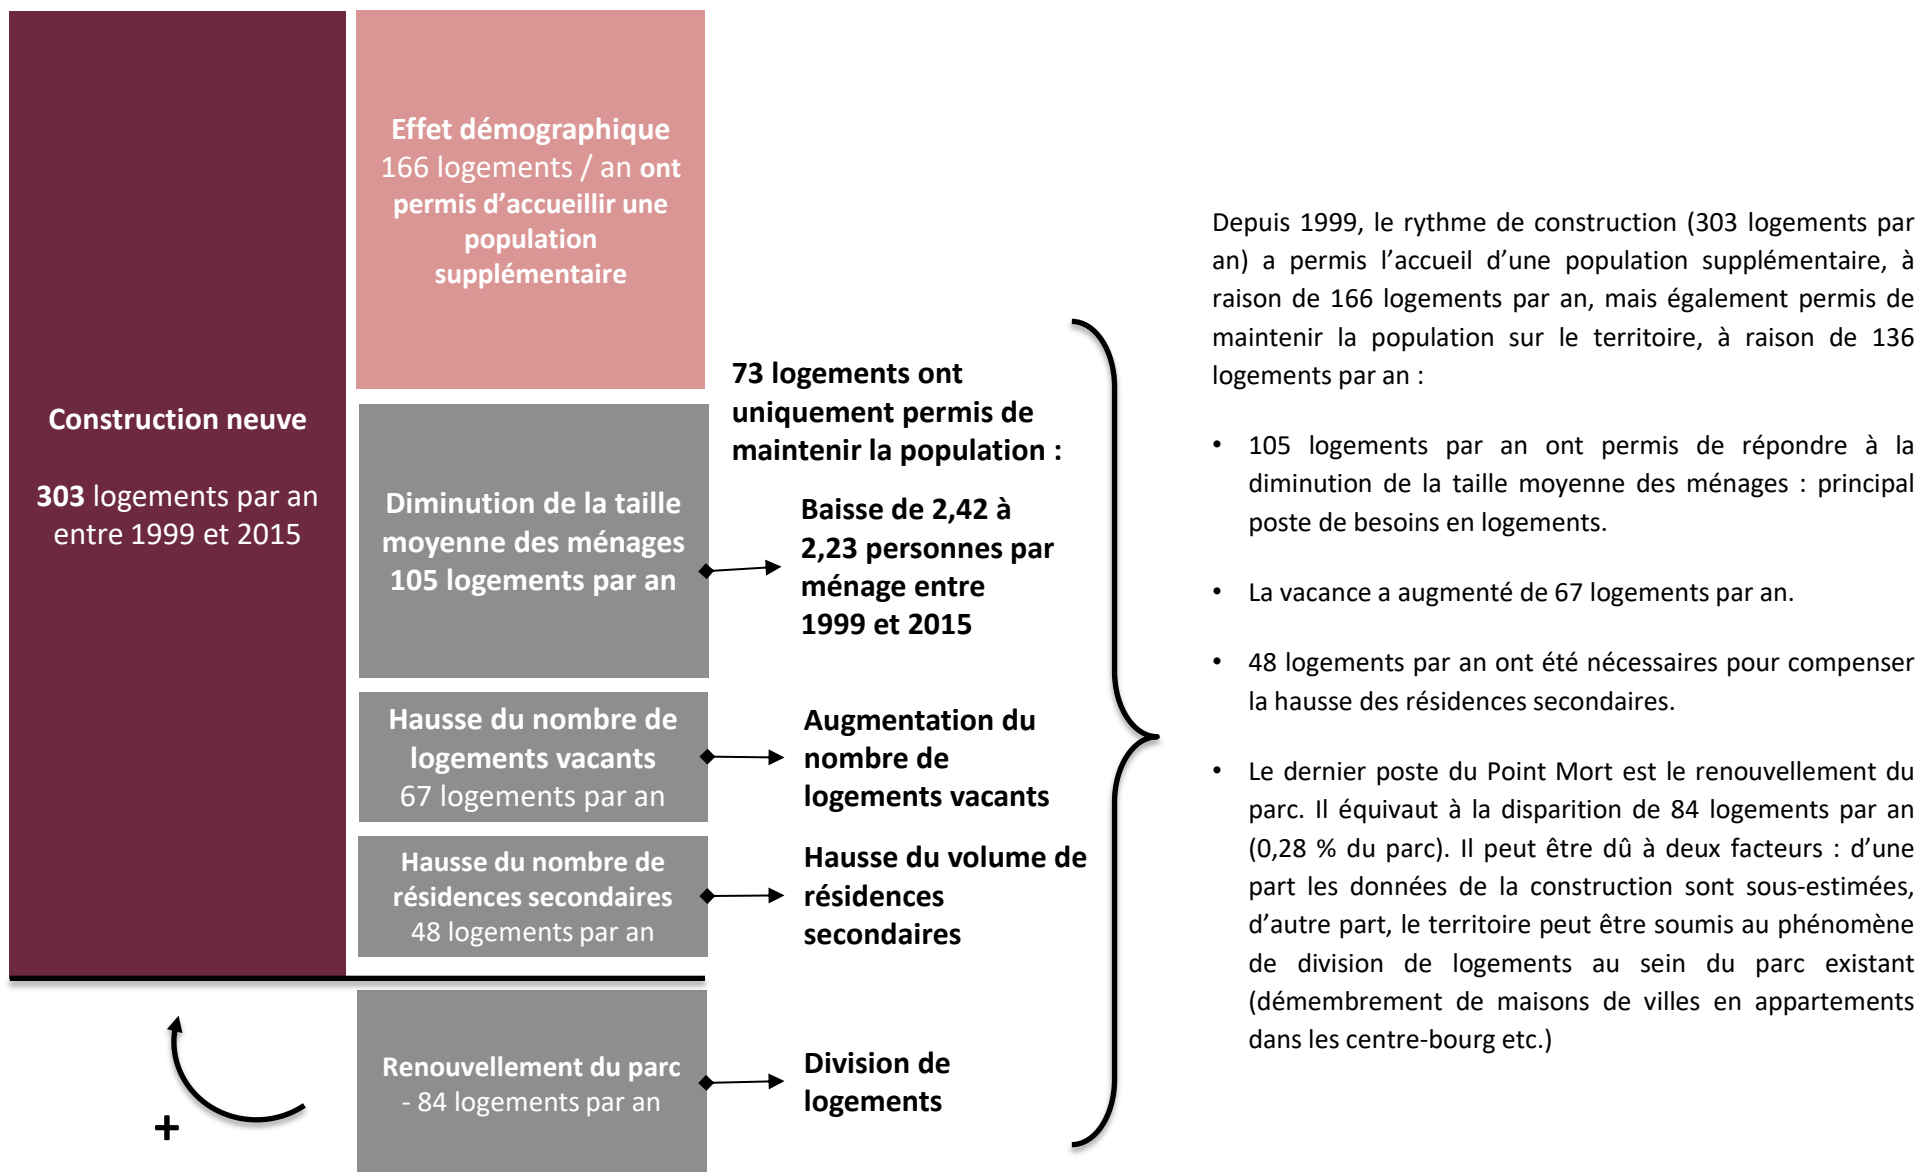 Construction neuve
303 logements par an
entre 1999 et 2015
Effet démographique
166 logements / an ont
permis d’accueillir une
population
supplémentaire
Diminution de la taille
moyenne des ménages
105 logements par an
Hausse du nombre de
logements vacants
67 logements par an
Hausse du nombre de
résidences secondaires
48 logements par an
Renouvellement du parc
- 84 logements par an
+
73 logements ont
uniquement permis de
maintenir la population :
Baisse de 2,42 à
2,23 personnes par
ménage entre
1999 et 2015
Augmentation du
nombre de
logements vacants
Hausse du volume de
résidences
secondaires
Division de
logements
Depuis 1999, le rythme de construction (303 logements par
an) a permis l’accueil d’une population supplémentaire, à
raison de 166 logements par an, mais également permis de
maintenir la population sur le territoire, à raison de 136
logements par an :
• 105 logements par an ont permis de répondre à la
diminution de la taille moyenne des ménages : principal
poste de besoins en logements.
• La vacance a augmenté de 67 logements par an.
• 48 logements par an ont été nécessaires pour compenser
la hausse des résidences secondaires.
• Le dernier poste du Point Mort est le renouvellement du
parc. Il équivaut à la disparition de 84 logements par an
(0,28 % du parc). Il peut être dû à deux facteurs : d’une
part les données de la construction sont sous-estimées,
d’autre part, le territoire peut être soumis au phénomène
de division de logements au sein du parc existant
(démembrement de maisons de villes en appartements
dans les centre-bourg etc.)